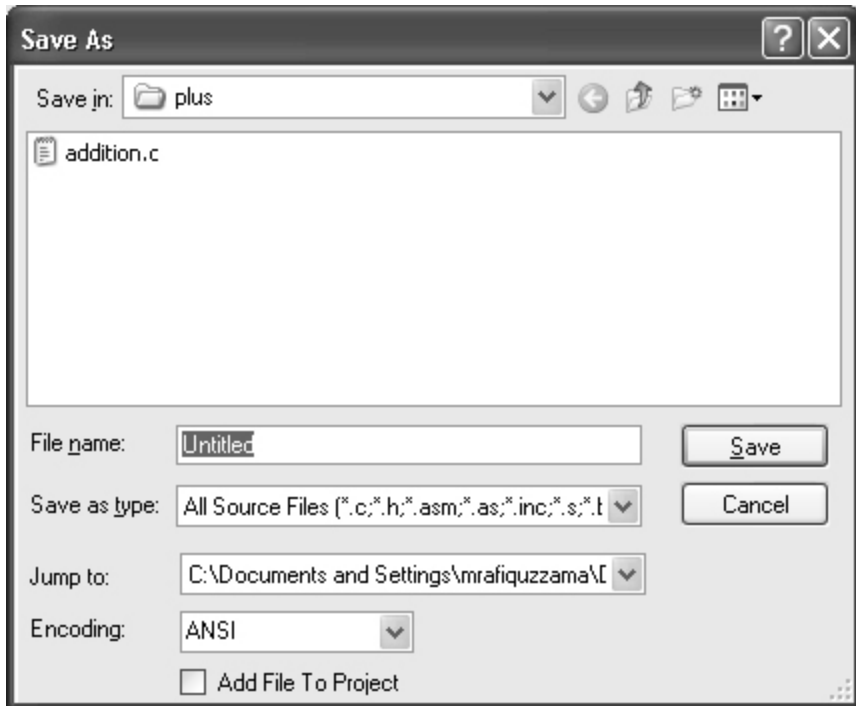 Save As
Save in: plus
addition.c
File name: Untitled
Save
Save as type: All Source Files (*.c;*.h;*.asm;*.as;*.inc;*.s;*.
Cancel
Jump to: C:\Documents and Settings\mrafiquzzama\
Encoding: ANSI
Add File To Project